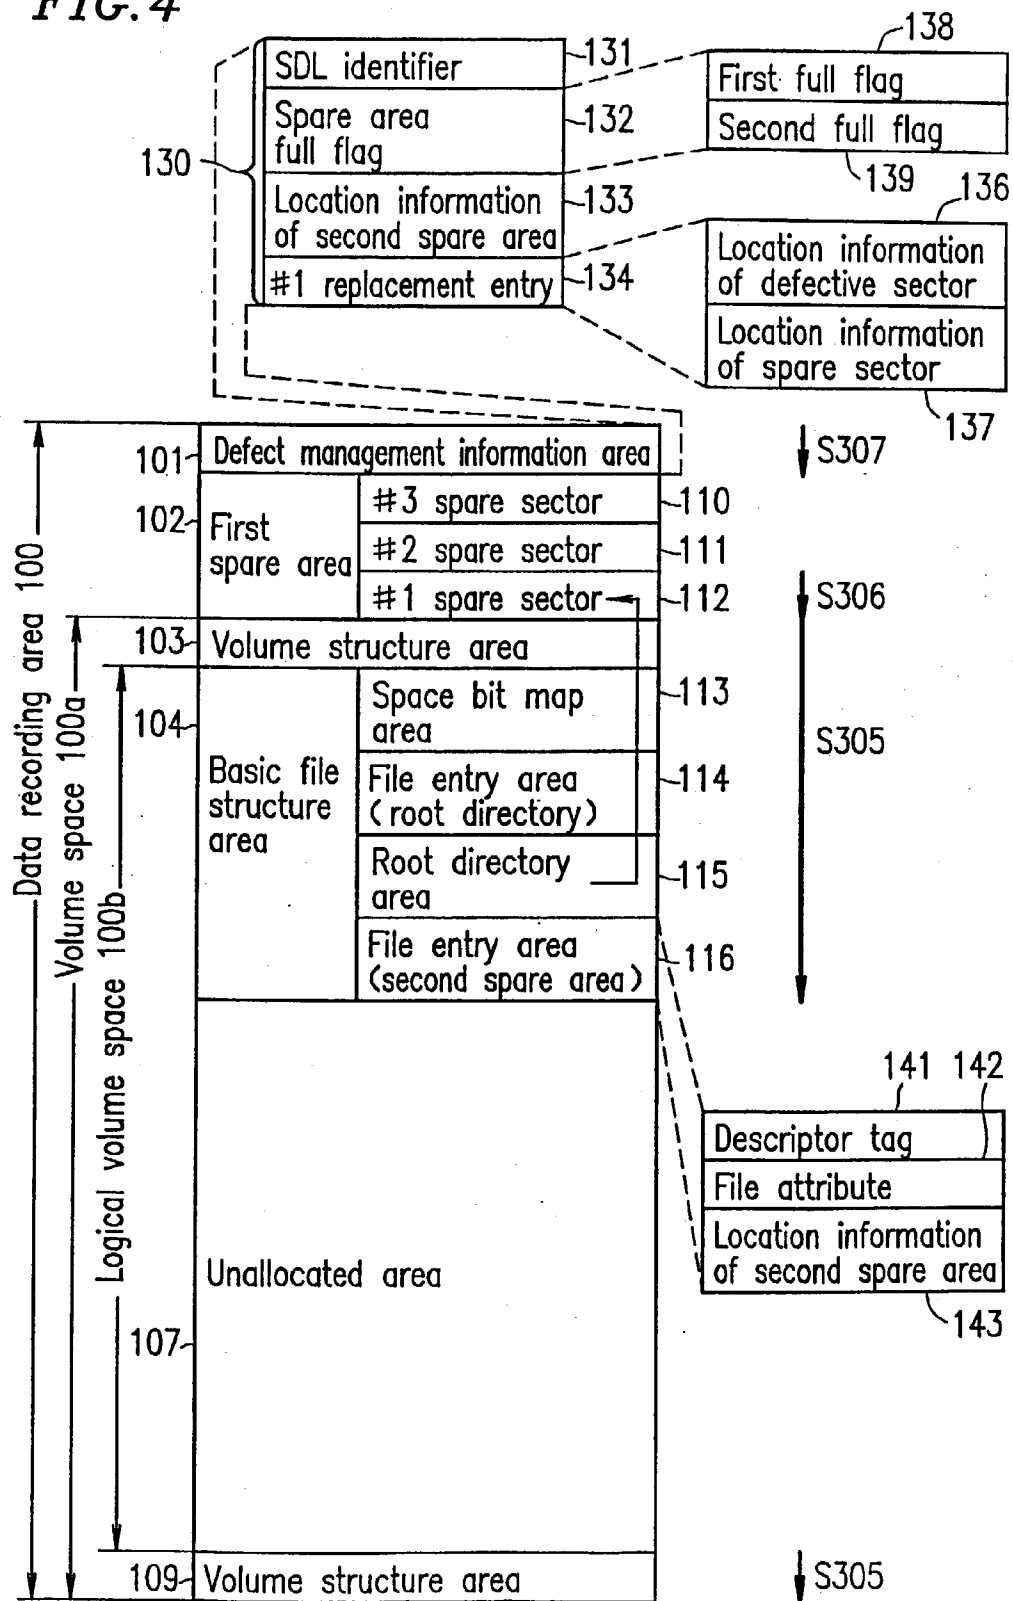 FIG. 4
138
SDL identifier
131
First full flag
Spare area
full flag
132
Second full flag
130
139
Location information
of second spare area
133
136
#1 replacement entry
134
Location information
of defective sector
Location information
of spare sector
137
101
Defect management information area
S307
102
First
spare area
#3 spare sector
110
#2 spare sector
111
#1 spare sector
112
S306
103
Volume structure area
104
Basic file
structure
area
Space bit map
area
113
S305
File entry area
(root directory)
114
Root directory
area
115
File entry area
(second spare area)
116
Data recording area 100
Volume space 100a
Logical volume space 100b
141
142
Descriptor tag
File attribute
Location information
of second spare area
143
Unallocated area
107
109
Volume structure area
S305